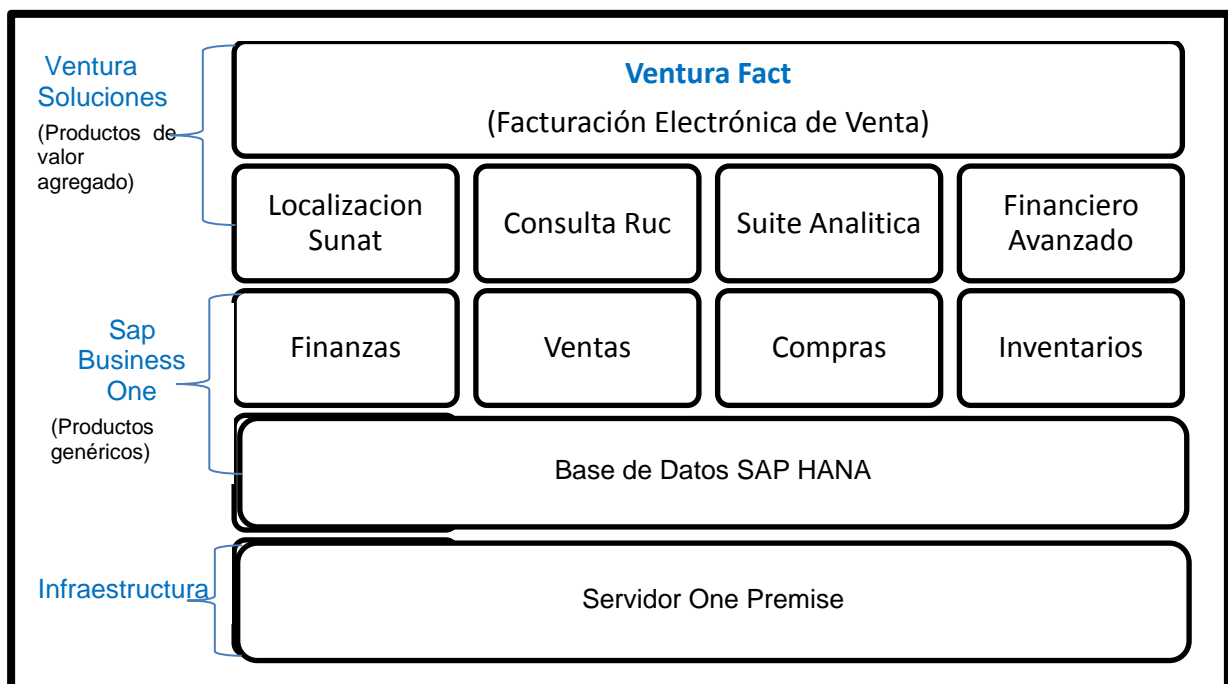 Ventura
Soluciones
(Productos de
valor
agregado)
Ventura Fact
(Facturación Electrónica de Venta)
Localizacion
Sunat
Consulta Ruc
Suite Analitica
Financiero
Avanzado
Sap
Business
One
(Productos
genéricos)
Finanzas
Ventas
Compras
Inventarios
Base de Datos SAP HANA
Infraestructura
Servidor One Premise